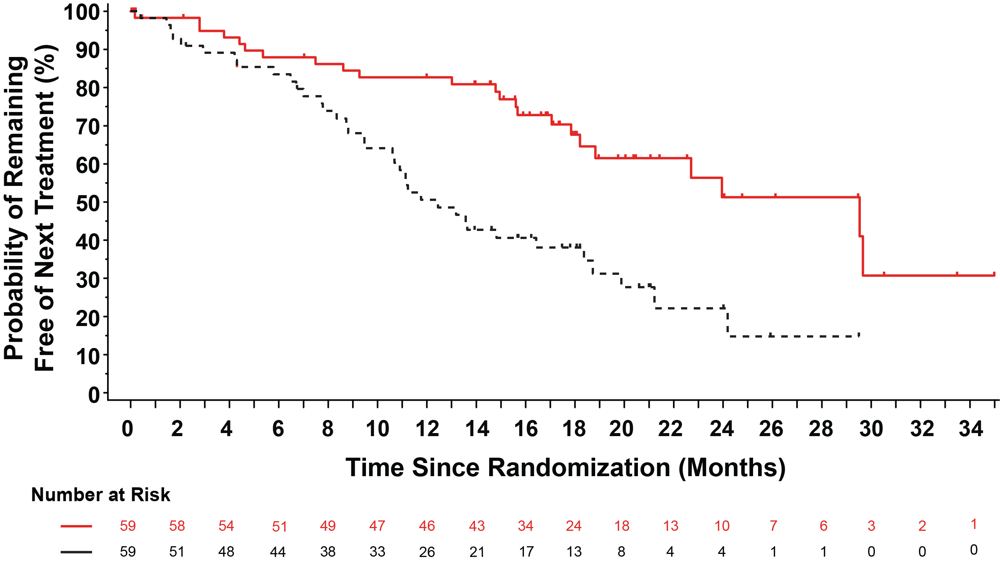 Probability of Remaining
Free of Next Treatment (%)
100
90
80
70
60
50
40
30
20
10
0
0 2 4 6 8 10 12 14 16 18 20 22 24 26 28 30 32 34
Time Since Randomization (Months)
Number at Risk
59 58 54 51 49 47 46 43 34 24 18 13 10 7 6 3 2 1
59 51 48 44 38 33 26 21 17 13 8 4 4 1 1 0 0 0